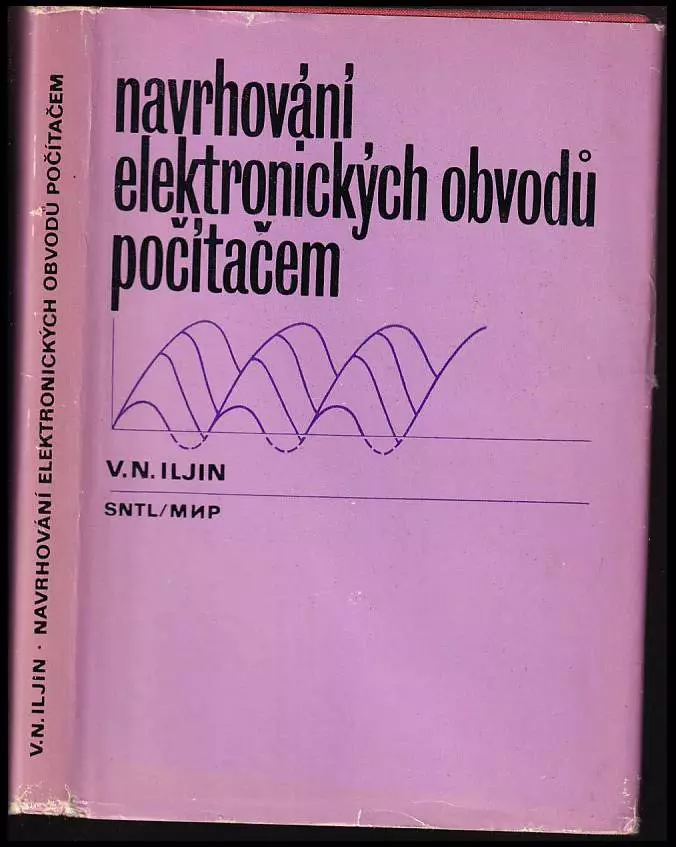 navrhování
elektronických obvodů
počítačem
V.N.ILJIN
SNTL/МИР
V.N.ILJIN · NAVRHOVÁNÍ ELEKTRONICKÝCH OBVODŮ POČÍTAČEM